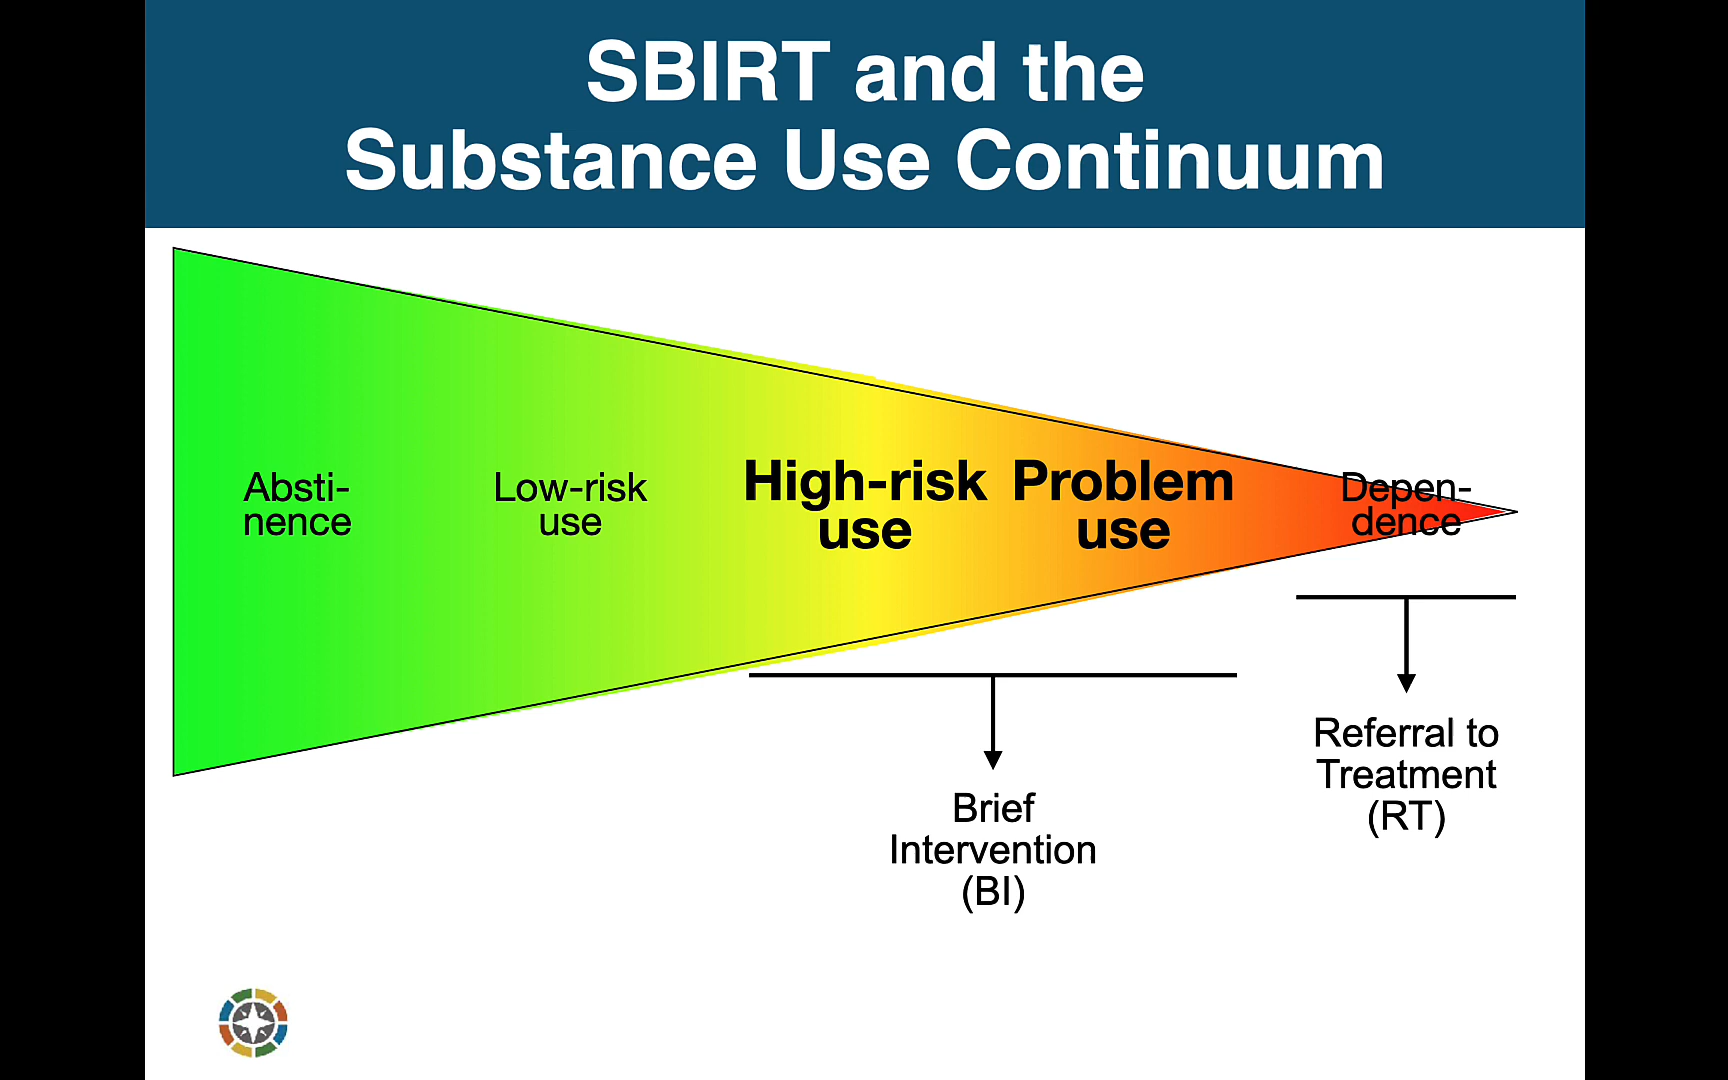 SBIRT and the
Substance Use Continuum
Absti-
nence
Low-risk
use
High-risk
use
Problem
use
Depen-
dence
Brief
Intervention
(BI)
Referral to
Treatment
(RT)